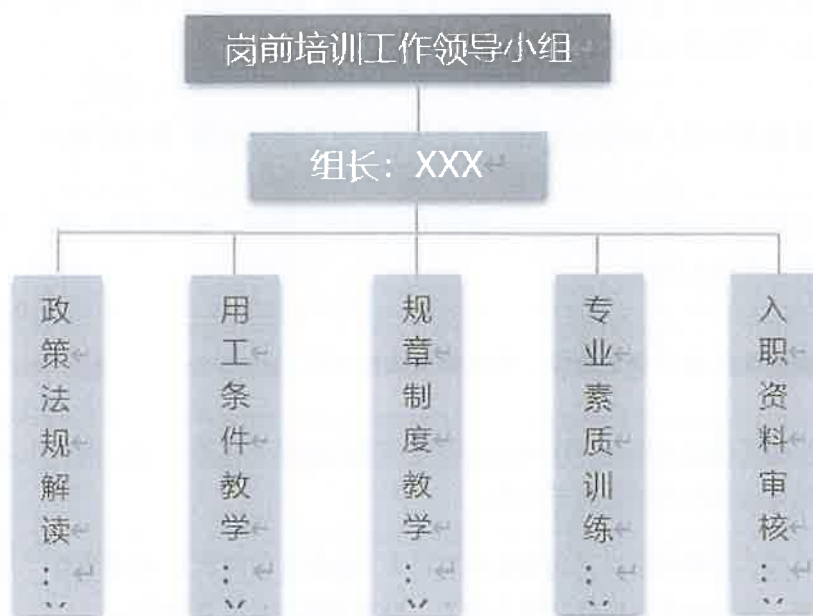 岗前培训工作领导小组
组长：XXX
政策法规解读：
用工条件教学：
规章制度教学：
专业素质训练：
入职资料审核：